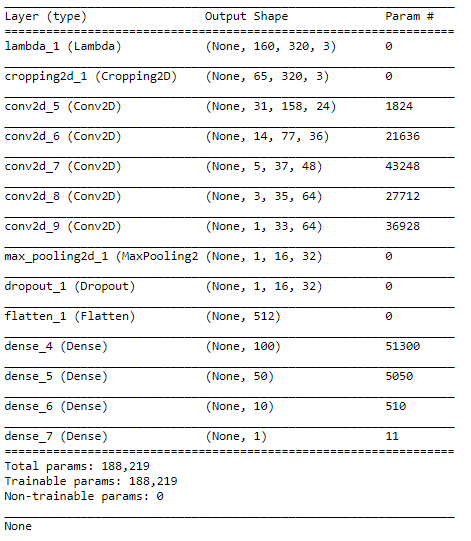 Layer (type) Output Shape Param #
lambda_1 (Lambda) (None, 160, 320, 3) 0
cropping2d_1 (Cropping2D) (None, 65, 320, 3) 0
conv2d_5 (Conv2D) (None, 31, 158, 24) 1824
conv2d_6 (Conv2D) (None, 14, 77, 36) 21636
conv2d_7 (Conv2D) (None, 5, 37, 48) 43248
conv2d_8 (Conv2D) (None, 3, 35, 64) 27712
conv2d_9 (Conv2D) (None, 1, 33, 64) 36928
max_pooling2d_1 (MaxPooling2 (None, 1, 16, 32) 0
dropout_1 (Dropout) (None, 1, 16, 32) 0
flatten_1 (Flatten) (None, 512) 0
dense_4 (Dense) (None, 100) 51300
dense_5 (Dense) (None, 50) 5050
dense_6 (Dense) (None, 10) 510
dense_7 (Dense) (None, 1) 11
Total params: 188,219
Trainable params: 188,219
Non-trainable params: 0
None